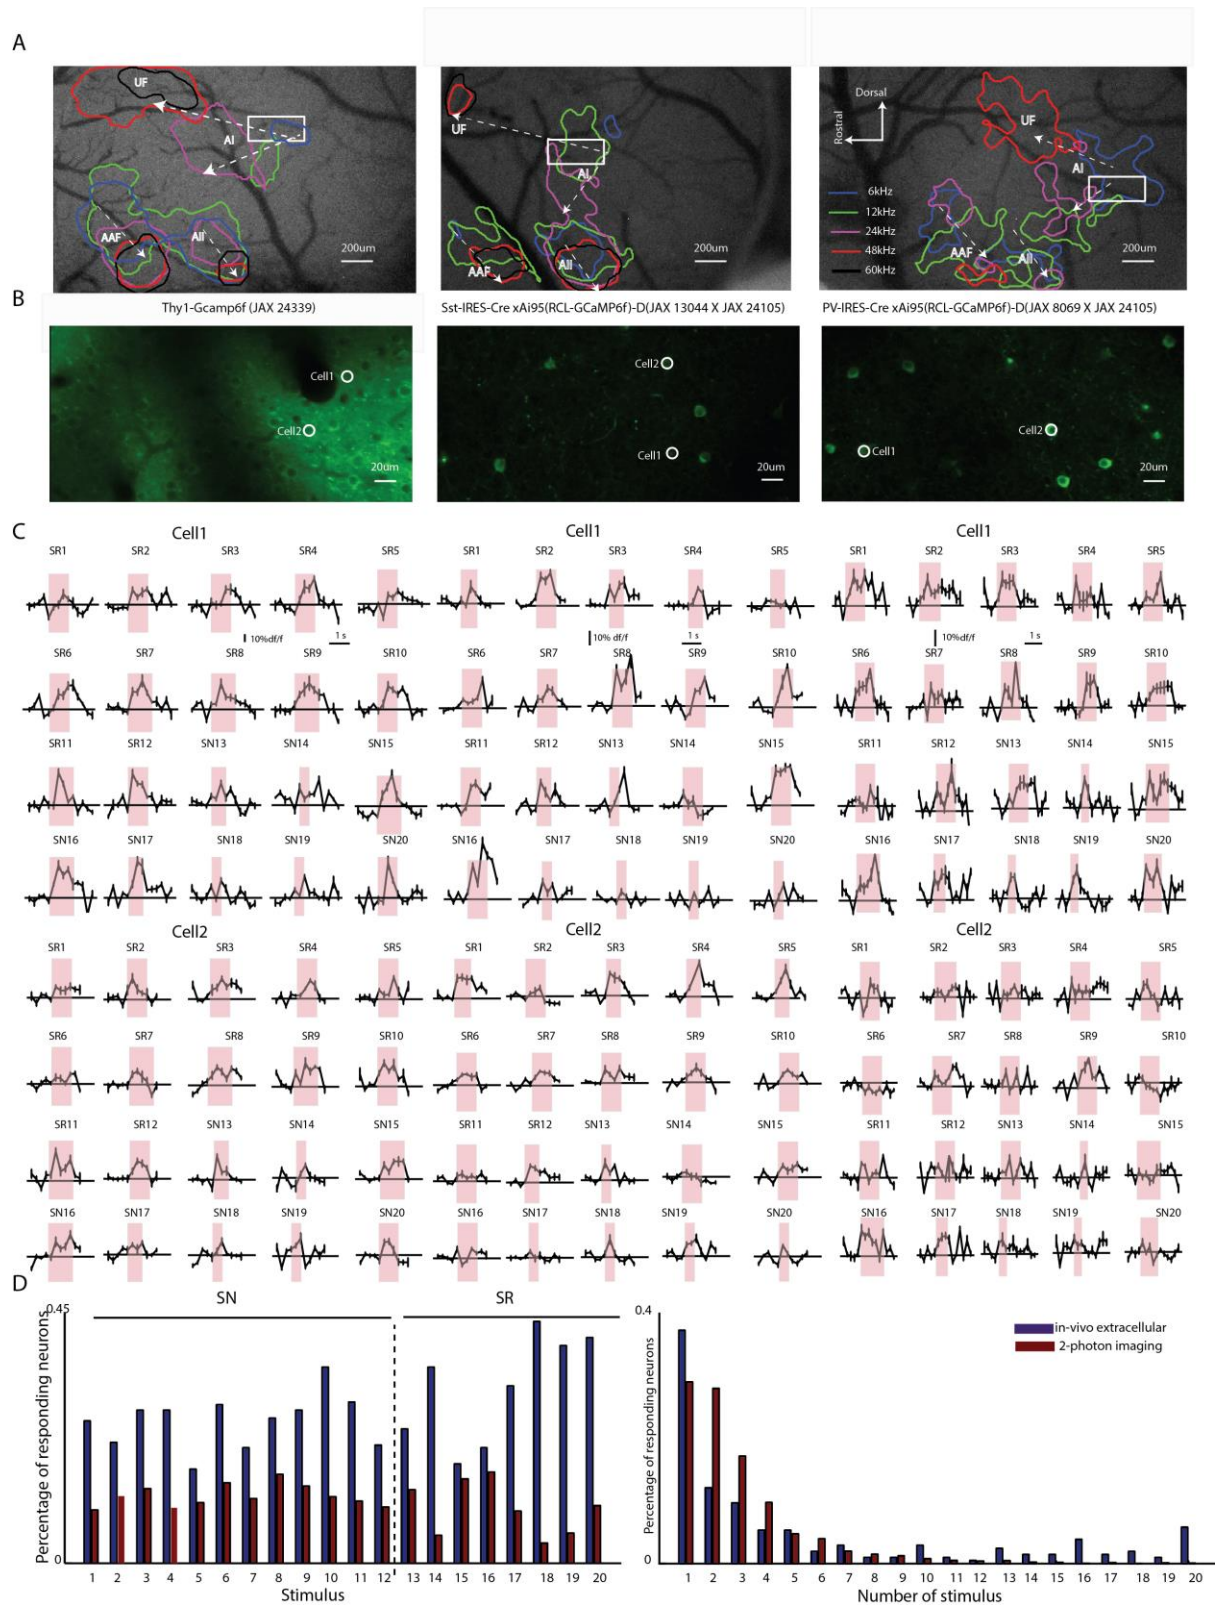 A
UF
AI
AAF
AII
200um
UF
AI
AAF
AII
200um
Dorsal
Rostral
UF
AI
6kHz
12kHz
24kHz
48kHz
60kHz
AAF
AII
200um
B
Thy1-Gcamp6f (JAX 24339)
Sst-IRES-Cre xAi95(RCL-GCaMP6f)-D(JAX 13044 X JAX 24105)
PV-IRES-Cre xAi95(RCL-GCaMP6f)-D(JAX 8069 X JAX 24105)
Cell1
Cell2
20um
Cell2
Cell1
20um
Cell2
Cell1
20um
C
Cell1 Cell1 Cell1
SR1 SR2 SR3 SR4 SR5 SR1 SR2 SR3 SR4 SR5 SR1 SR2 SR3 SR4 SR5
10%df/f 1 s 10% df/f 1 s 10%df/f 1 s
SR6 SR7 SR8 SR9 SR10 SR6 SR7 SR8 SR9 SR10 SR6 SR7 SR8 SR9 SR10
SR11 SR12 SN13 SN14 SN15 SR11 SR12 SN13 SN14 SN15 SR11 SR12 SN13 SN14 SN15
SN16 SN17 SN18 SN19 SN20 SN16 SN17 SN18 SN19 SN20 SN16 SN17 SN18 SN19 SN20
Cell2 Cell2 Cell2
SR1 SR2 SR3 SR4 SR5 SR1 SR2 SR3 SR4 SR5 SR1 SR2 SR3 SR4 SR5
SR6 SR7 SR8 SR9 SR10 SR6 SR7 SR8 SR9 SR10 SR6 SR7 SR8 SR9 SR10
SR11 SR12 SN13 SN14 SN15 SR11 SR12 SN13 SN14 SN15 SR11 SR12 SN13 SN14 SN15
SN16 SN17 SN18 SN19 SN20 SN16 SN17 SN18 SN19 SN20 SN16 SN17 SN18 SN19 SN20
D
SN SR
0.45
0
Percentage of responding neurons
1 2 3 4 5 6 7 8 9 10 11 12 13 14 15 16 17 18 19 20
Stimulus
0.4
0
Percentage of responding neurons
in-vivo extracellular
2-photon imaging
1 2 3 4 5 6 7 8 9 10 11 12 13 14 15 16 17 18 19 20
Number of stimulus